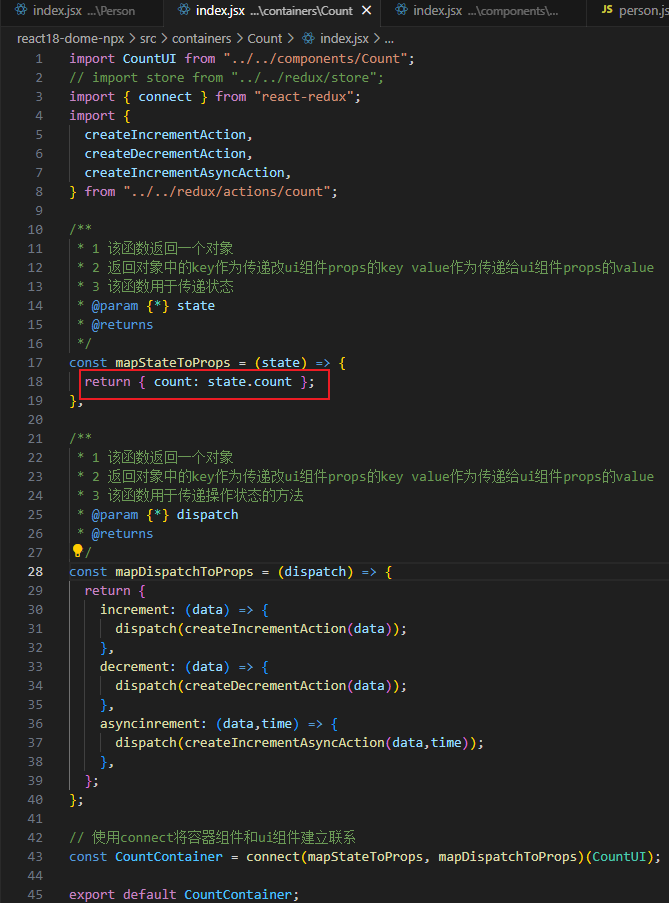 index.jsx ...\Person
index.jsx ...\containers\Count
index.jsx ...\components\...
JS person.js
react18-dome-npx > src > containers > Count > index.jsx > ...
1 import CountUI from "../../components/Count";
2 // import store from "../../redux/store";
3 import { connect } from "react-redux";
4 import {
5 createIncrementAction,
6 createDecrementAction,
7 createIncrementAsyncAction,
8 } from "../../redux/actions/count";
9
10 /**
11 * 1 该函数返回一个对象
12 * 2 返回对象中的key作为传递改ui组件props的key value作为传递给ui组件props的value
13 * 3 该函数用于传递状态
14 * @param {*} state
15 * @returns
16 */
17 const mapStateToProps = (state) => {
18 return { count: state.count };
19 };
20
21 /**
22 * 1 该函数返回一个对象
23 * 2 返回对象中的key作为传递改ui组件props的key value作为传递给ui组件props的value
24 * 3 该函数用于传递操作状态的方法
25 * @param {*} dispatch
26 * @returns
27 /
28 const mapDispatchToProps = (dispatch) => {
29 return {
30 increment: (data) => {
31 dispatch(createIncrementAction(data));
32 },
33 decrement: (data) => {
34 dispatch(createDecrementAction(data));
35 },
36 asyncinrement: (data,time) => {
37 dispatch(createIncrementAsyncAction(data,time));
38 },
39 };
40 };
41
42 // 使用connect将容器组件和ui组件建立联系
43 const CountContainer = connect(mapStateToProps, mapDispatchToProps)(CountUI);
44
45 export default CountContainer;